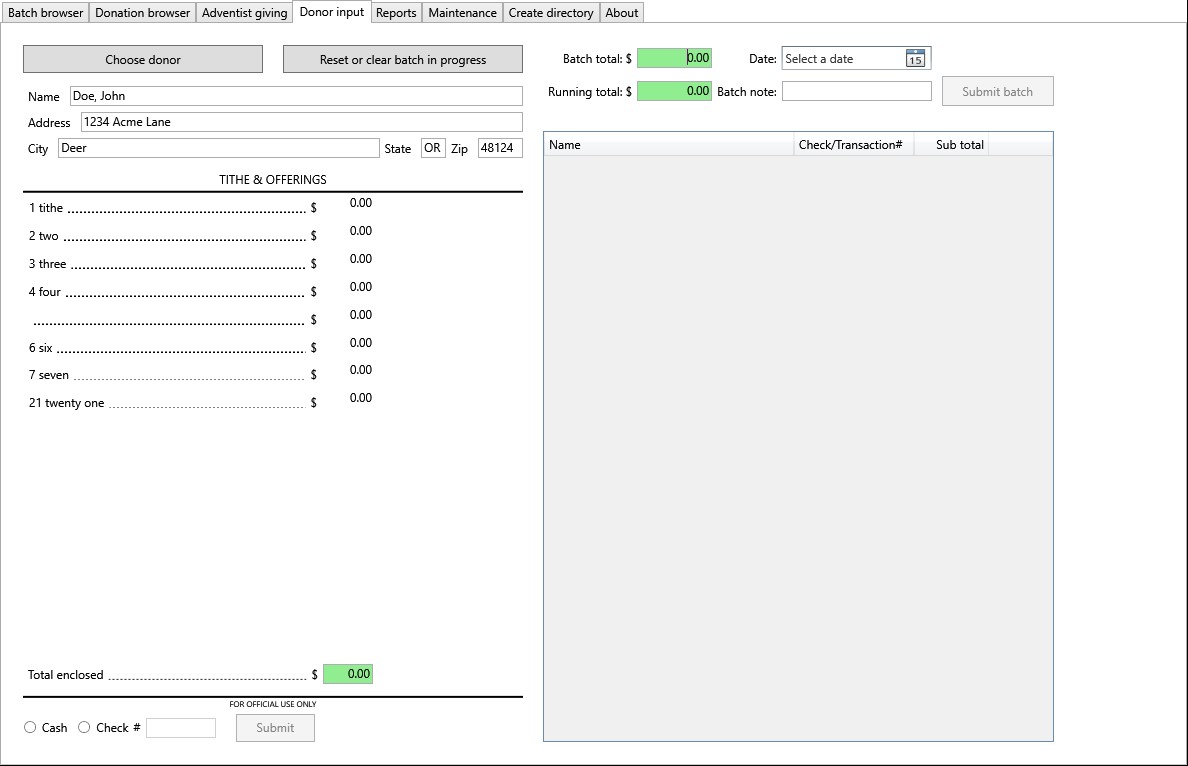 Batch browser Donation browser Adventist giving Donor input Reports Maintenance Create directory About
Choose donor Reset or clear batch in progress
Name Doe, John
Address 1234 Acme Lane
City Deer State OR Zip 48124
TITHE & OFFERINGS
1 tithe $ 0.00
2 two $ 0.00
3 three $ 0.00
4 four $ 0.00
$ 0.00
6 six $ 0.00
7 seven $ 0.00
21 twenty one $ 0.00
Total enclosed $ 0.00
FOR OFFICIAL USE ONLY
Cash Check # Submit
Batch total: $ 0.00 Date: Select a date 15
Running total: $ 0.00 Batch note: Submit batch
Name Check/Transaction# Sub total